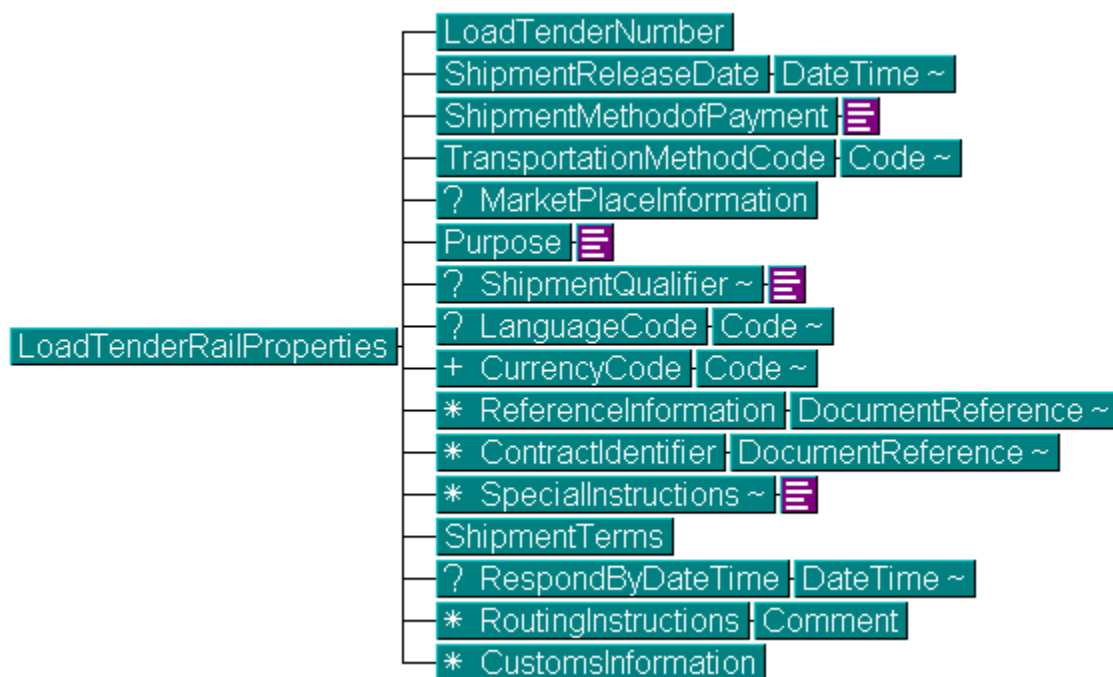 LoadTenderNumber
ShipmentReleaseDate DateTime ~
ShipmentMethodofPayment
TransportationMethodCode Code ~
? MarketPlaceInformation
Purpose
? ShipmentQualifier ~
? LanguageCode Code ~
LoadTenderRailProperties
+ CurrencyCode Code ~
* ReferenceInformation DocumentReference ~
* ContractIdentifier DocumentReference ~
* SpecialInstructions ~
ShipmentTerms
? RespondByDateTime DateTime ~
* RoutingInstructions Comment
* CustomsInformation